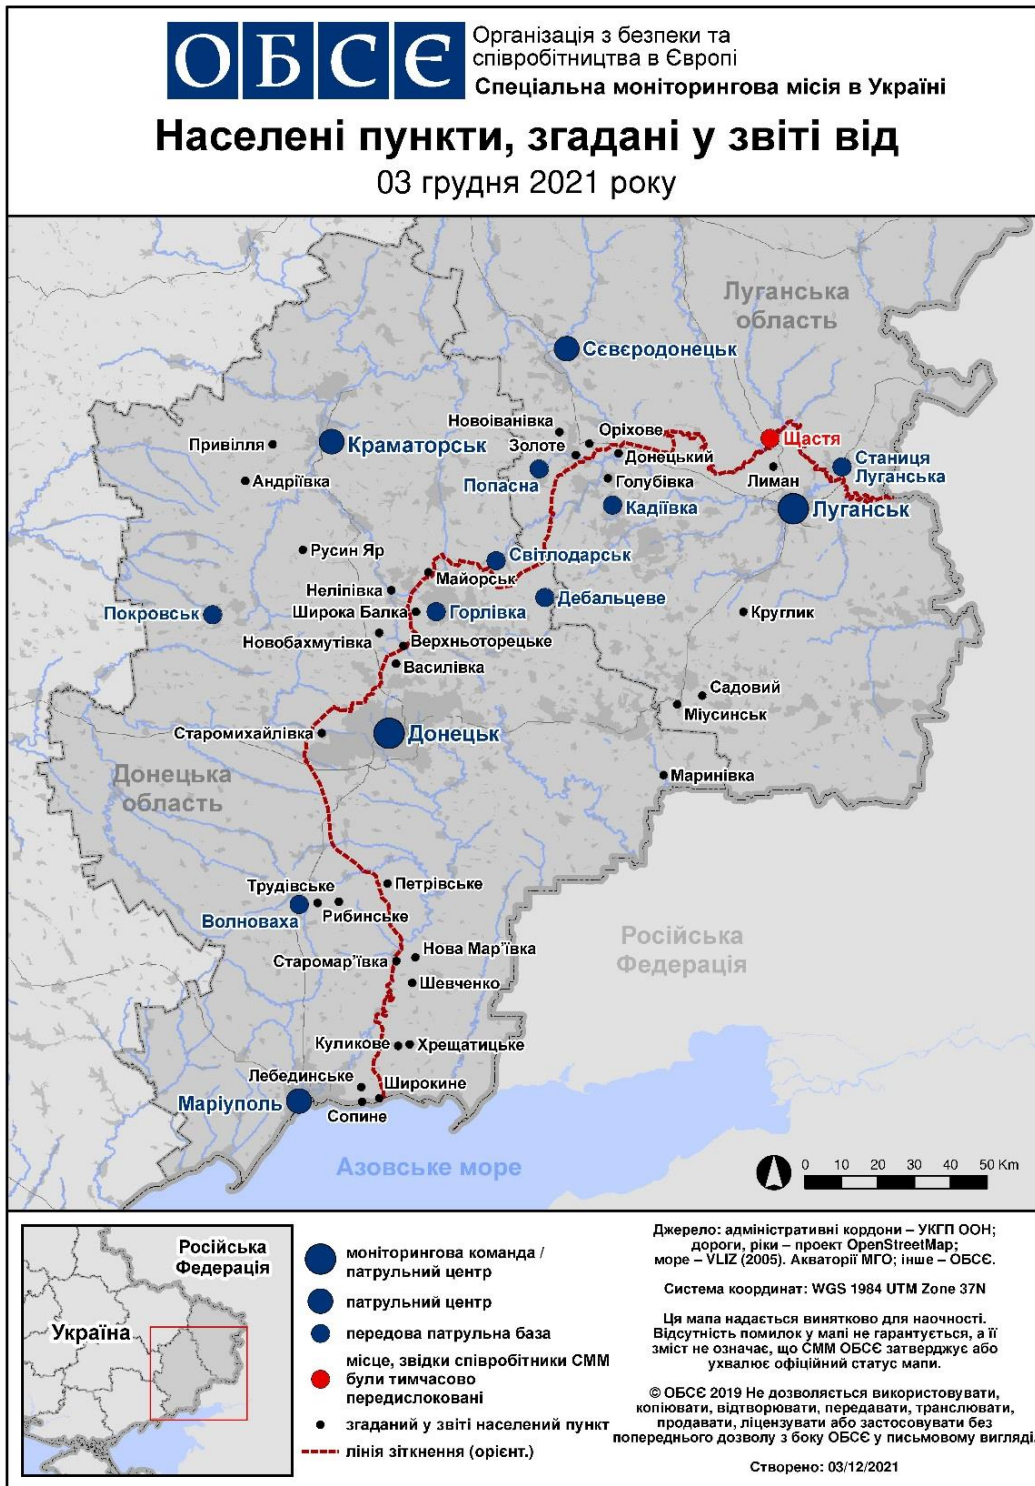 ОБСЄ
Організація з безпеки та
співробітництва в Європі
Спеціальна моніторингова місія в Україні
Населені пункти, згадані у звіті від
03 грудня 2021 року
Луганська
область
Сєвєродонецьк
Новоіванівка
Оріхове
Золоте
Щастя
Привілля
Краматорськ
Донецький
Станиця
Луганська
Попасна
Голубівка
Лиман
Андріївка
Кадіївка
Луганськ
Русин Яр
Світлодарськ
Майорськ
Неліпівка
Дебальцеве
Покровськ
Широка Балка
Горлівка
Круглик
Новобахмутівка
Верхньоторецьке
Василівка
Садовий
Міусинськ
Старомихайлівка
Донецьк
Донецька
область
Маринівка
Трудівське
Петрівське
Волноваха
Рибинське
Російська
Федерація
Нова Мар'ївка
Старомар'ївка
Шевченко
Куликове
Хрещатицьке
Лебединське
Широкине
Маріуполь
Сопине
Азовське море
0 10 20 30 40 50 Km
Російська
Федерація
Україна
моніторингова команда /
патрульний центр
патрульний центр
передова патрульна база
місце, звідки співробітники СММ
були тимчасово
передислоковані
згаданий у звіті населений пункт
лінія зіткнення (орієнт.)
Джерело: адміністративні кордони – УКГП ООН;
дороги, ріки – проект OpenStreetMap;
море – VLIZ (2005). Акваторії МГО; інше – ОБСЄ.
Система координат: WGS 1984 UTM Zone 37N
Ця мапа надається винятково для наочності.
Відсутність помилок у мапі не гарантується, а її
зміст не означає, що СММ ОБСЄ затверджує або
ухвалює офіційний статус мапи.
© ОБСЄ 2019 Не дозволяється використовувати,
копіювати, відтворювати, передавати, транслювати,
продавати, ліцензувати або застосовувати без
попереднього дозволу з боку ОБСЄ у письмовому вигляді.
Створено: 03/12/2021